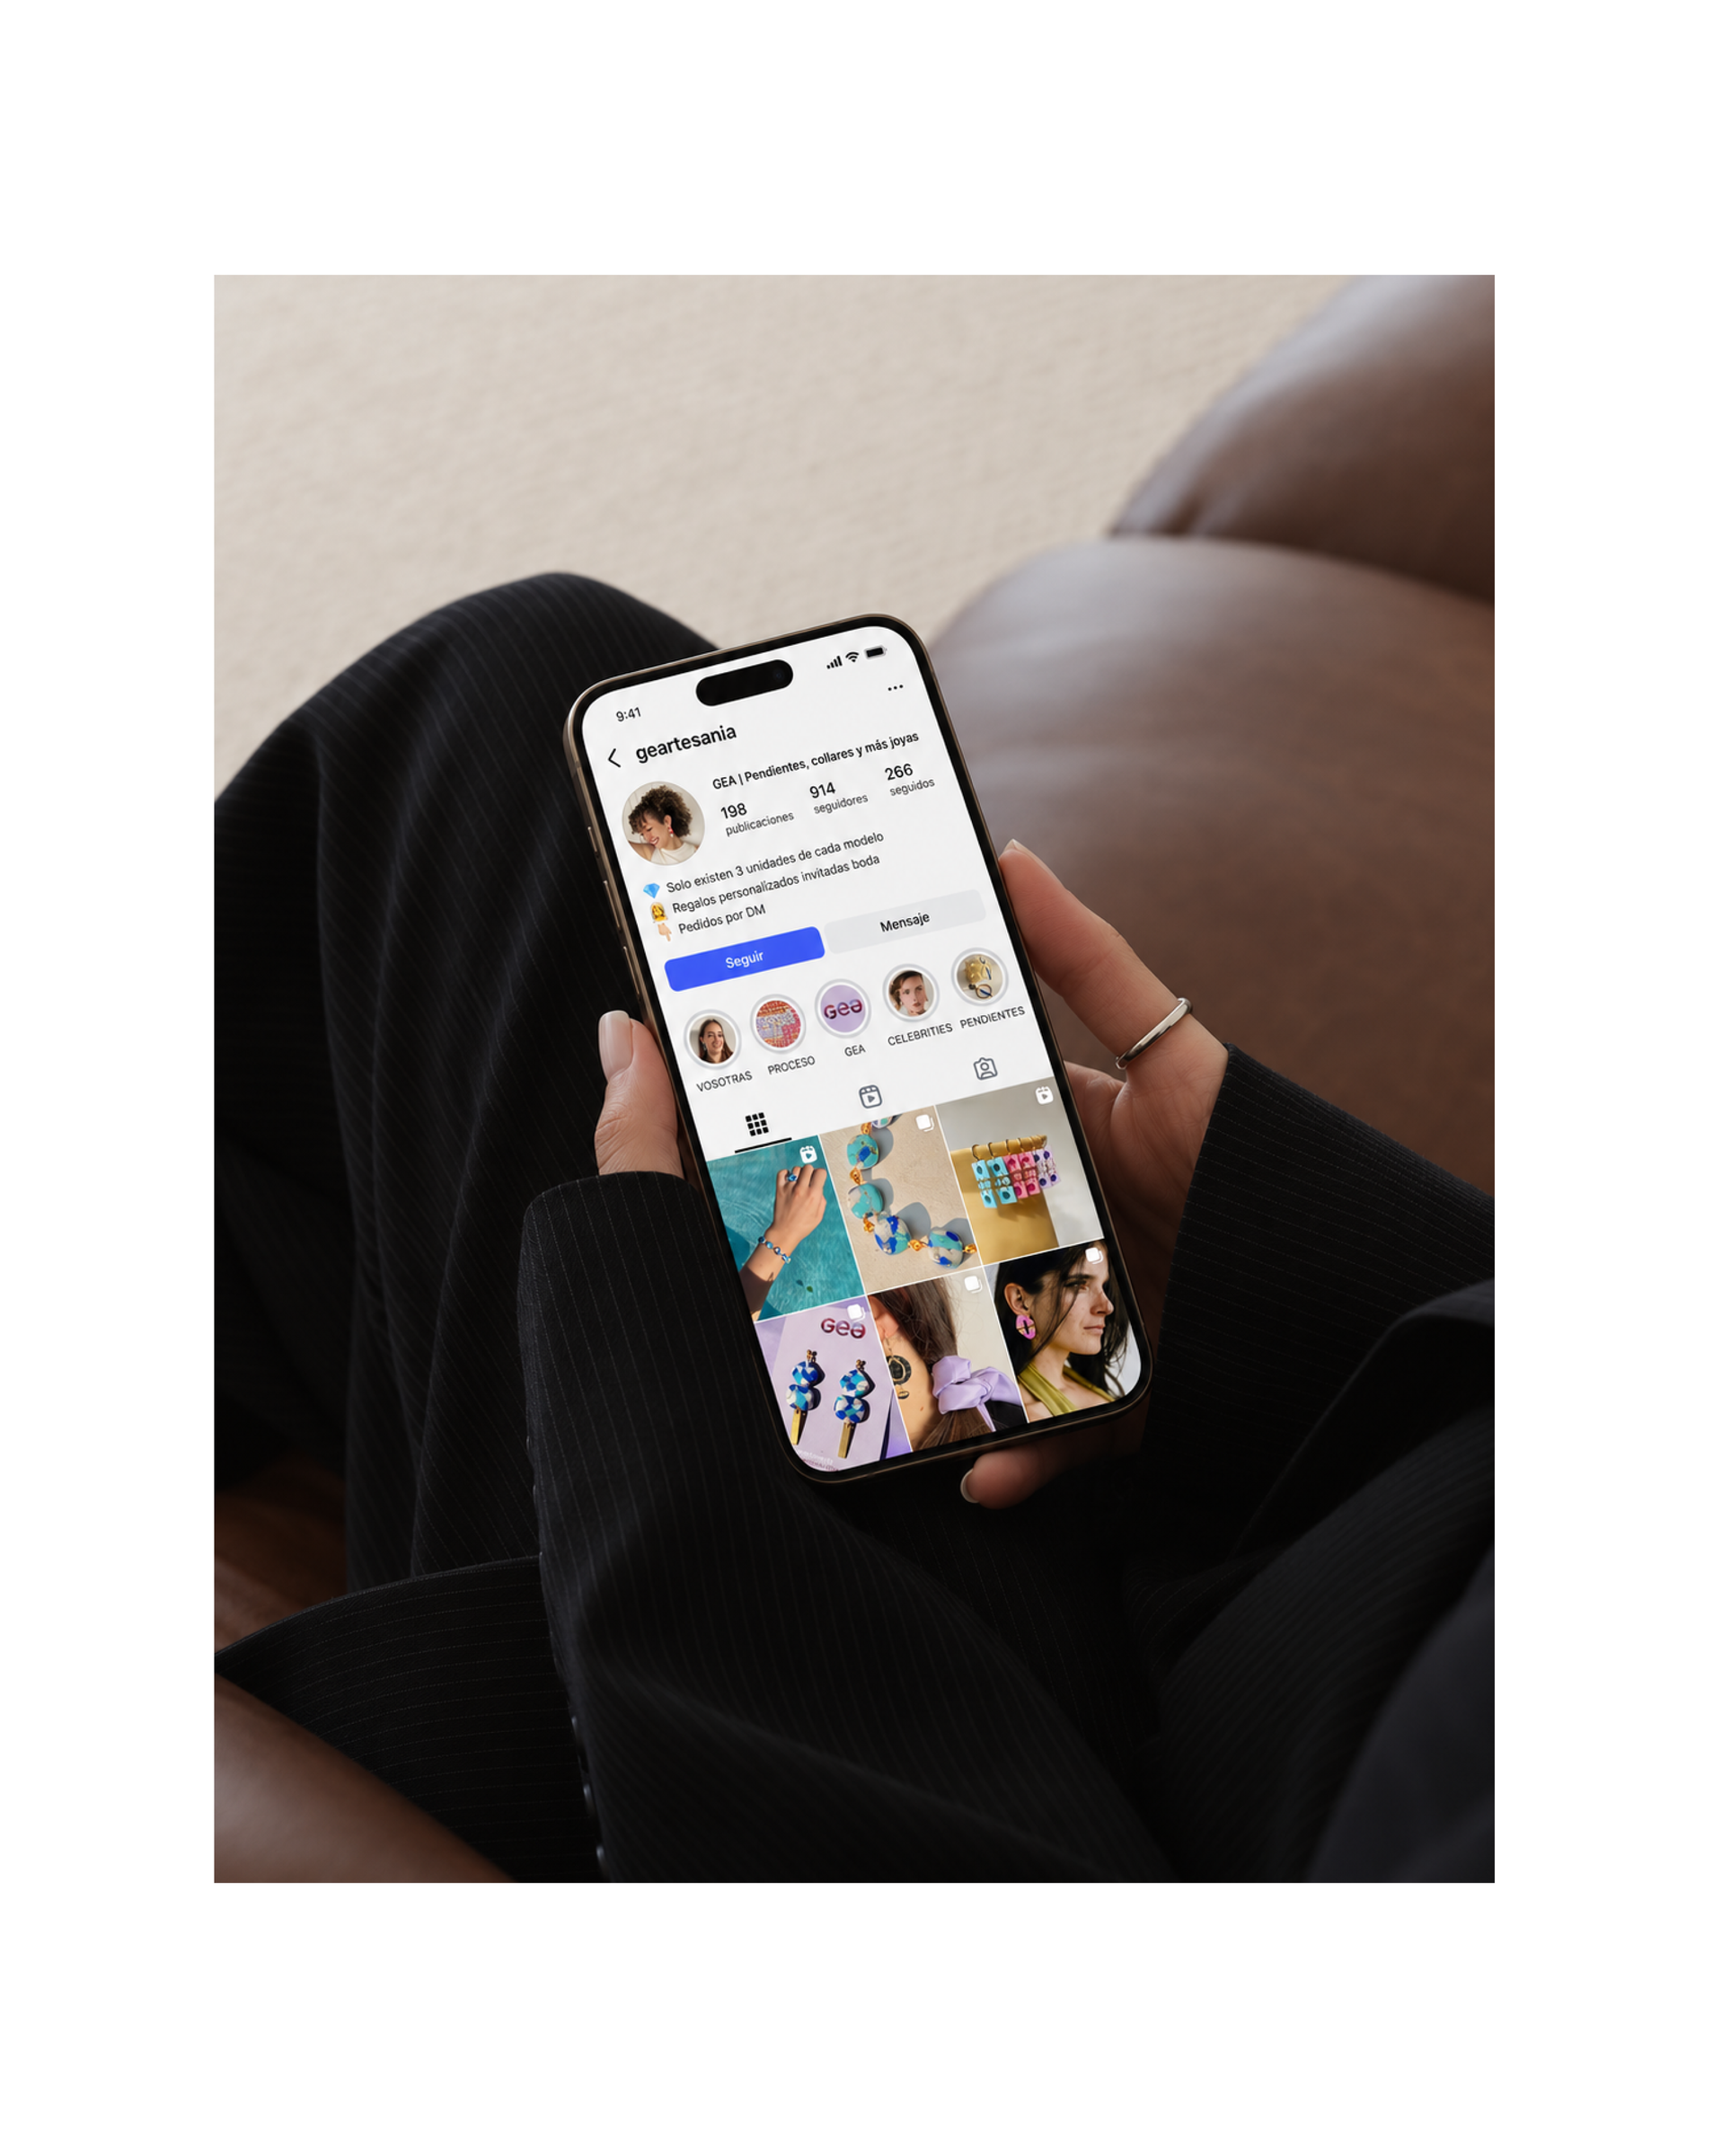 9:41
geartesania
GEA | Pendientes, collares y más joyas
198 914 266
publicaciones seguidores seguidos
Solo existen 3 unidades de cada modelo
Regalos personalizados invitadas boda
Pedidos por DM
Seguir Mensaje
gea
VOSOTRAS PROCESO GEA CELEBRITIES PENDIENTES
gea